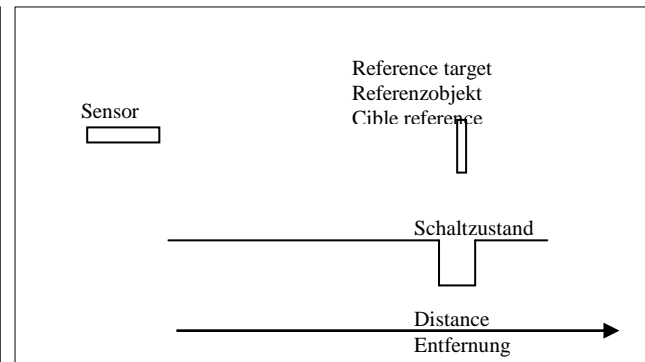 Reference target
Referenzobjekt
Cible reference
Sensor
Schaltzustand
Distance
Entfernung